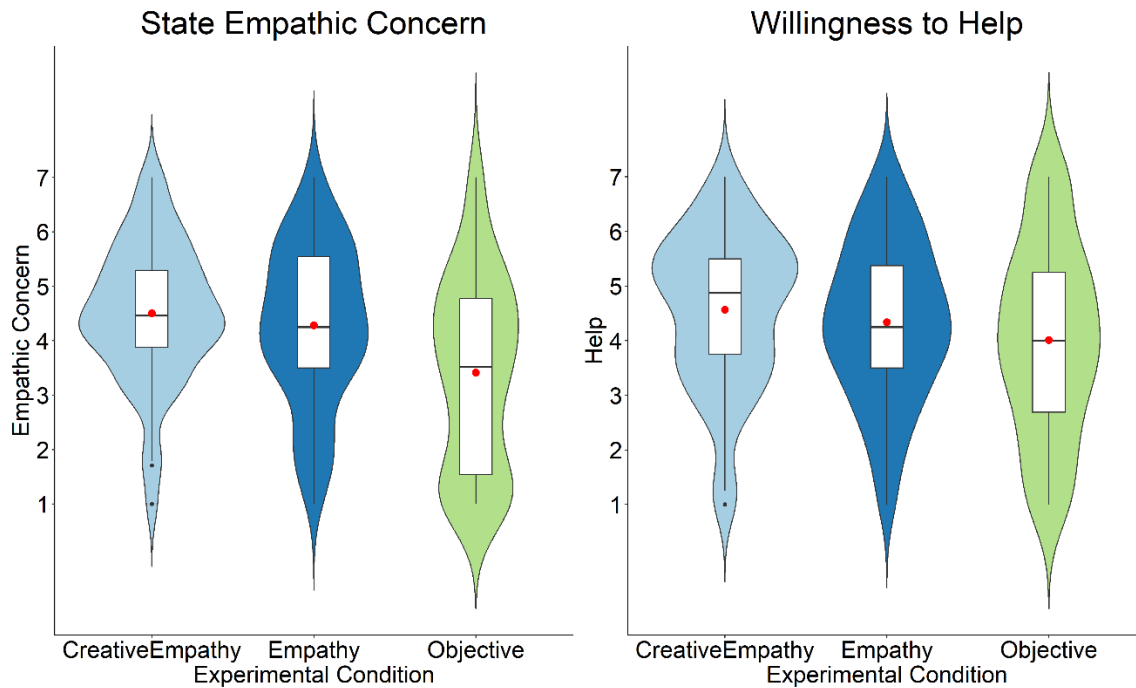 State Empathic Concern
Empathic Concern
7
6
5
4
3
2
1
CreativeEmpathy Empathy Objective
Experimental Condition
Willingness to Help
Help
7
6
5
4
3
2
1
CreativeEmpathy Empathy Objective
Experimental Condition